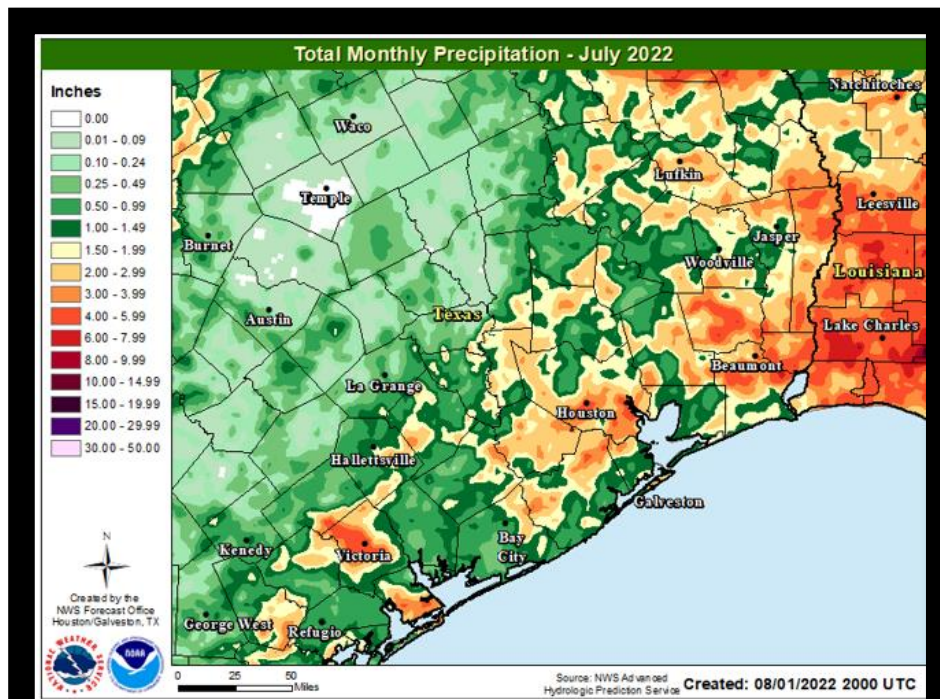 Total Monthly Precipitation - July 2022
Inches
0.00
0.01 - 0.09
0.10 - 0.24
0.25 - 0.49
0.50 - 0.99
1.00 - 1.49
1.50 - 1.99
2.00 - 2.99
3.00 - 3.99
4.00 - 5.99
6.00 - 7.99
8.00 - 9.99
10.00 - 14.99
15.00 - 19.99
20.00 - 29.99
30.00 - 50.00
Natchitoches
Waco
Lufkin
Temple
Leesville
Burnet
Jasper
Woodville
Louisiana
Austin
Texas
Lake Charles
Beaumont
La Grange
Houston
Hallettsville
Galveston
Bay
City
Kenedy
Victoria
George West
Refugio
N
Created by the
NWS Forecast Office
Houston/Galveston, TX
NATIONAL WEATHER SERVICE
NOAA
0 25 50
Miles
Source: NWS Advanced
Hydrologic Prediction Service
Created: 08/01/2022 2000 UTC